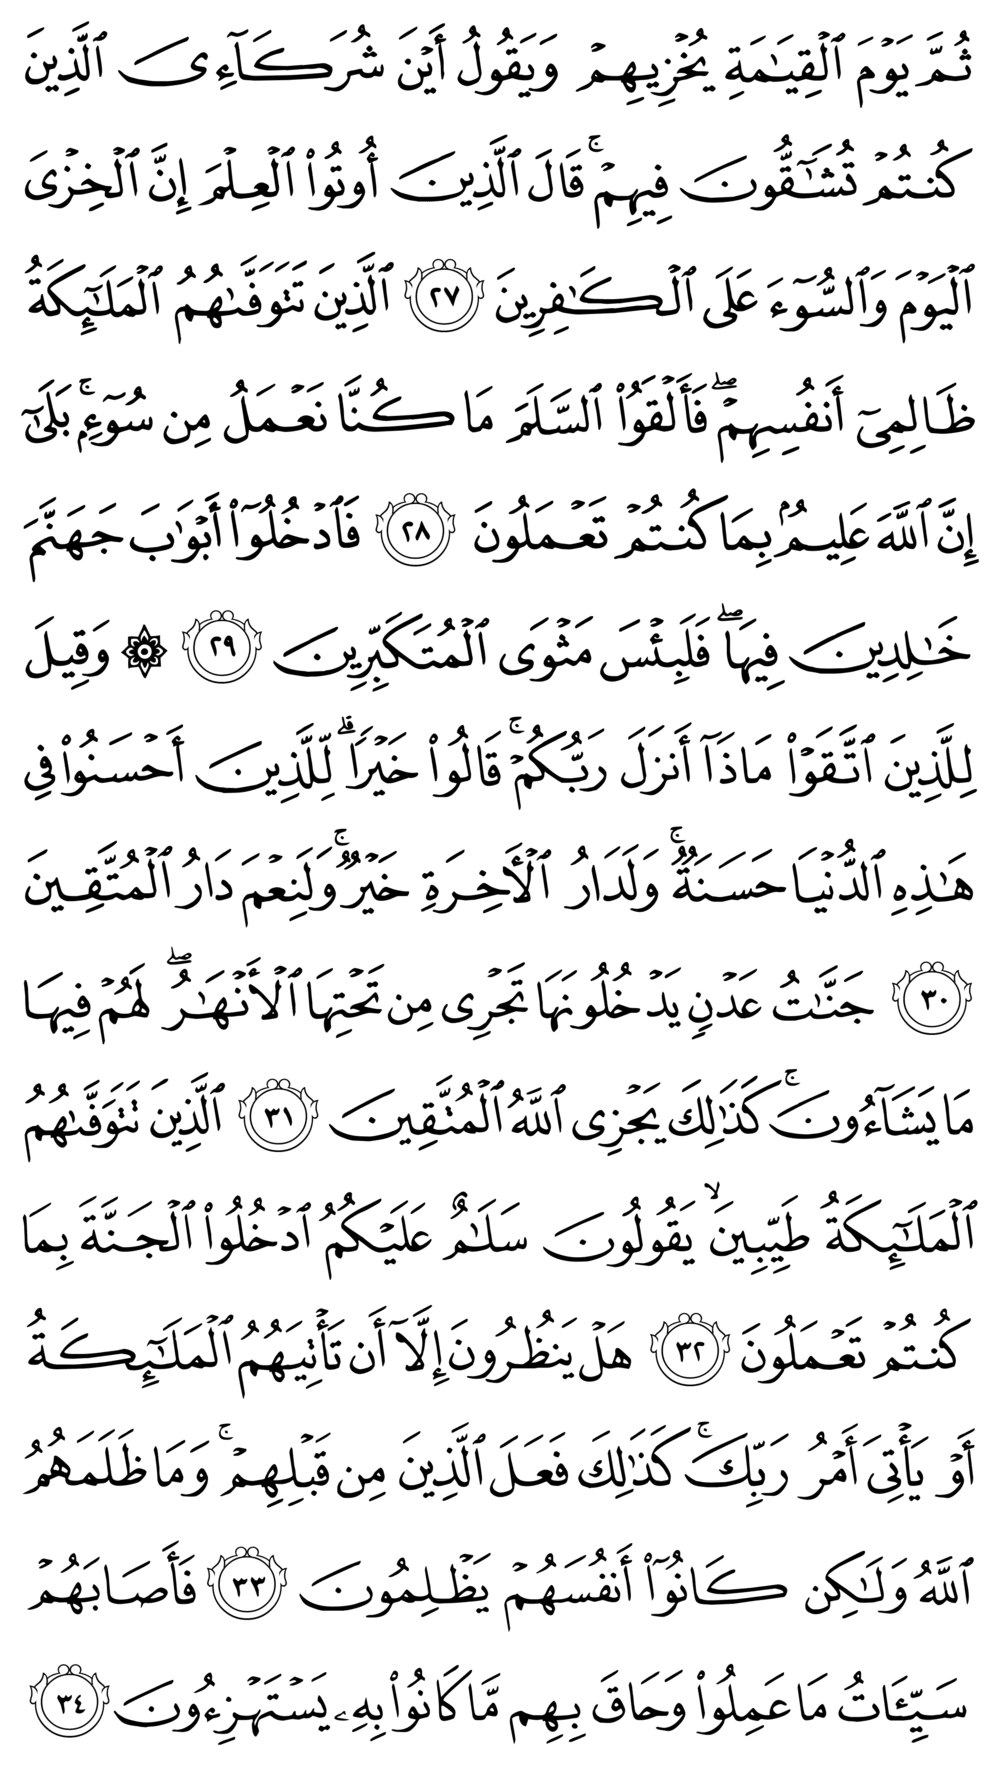 ثُمَّ يَوْمَ ٱلْقِيَـٰمَةِ يُخْزِيهِمْ وَيَقُولُ أَيْنَ شُرَكَآءِىَ ٱلَّذِينَ
كُنتُمْ تُشَـٰٓقُّونَ فِيهِمْ ۚ قَالَ ٱلَّذِينَ أُوتُوا۟ ٱلْعِلْمَ إِنَّ ٱلْخِزْىَ
ٱلْيَوْمَ وَٱلسُّوٓءَ عَلَى ٱلْكَـٰفِرِينَ ٢٧ ٱلَّذِينَ تَتَوَفَّىٰهُمُ ٱلْمَلَـٰٓئِكَةُ
ظَالِمِىٓ أَنفُسِهِمْ ۖ فَأَلْقَوُا۟ ٱلسَّلَمَ مَا كُنَّا نَعْمَلُ مِن سُوٓءٍۭ ۚ بَلَىٰٓ
إِنَّ ٱللَّهَ عَلِيمٌۢ بِمَا كُنتُمْ تَعْمَلُونَ ٢٨ فَٱدْخُلُوٓا۟ أَبْوَٰبَ جَهَنَّمَ
خَـٰلِدِينَ فِيهَا ۖ فَلَبِئْسَ مَثْوَى ٱلْمُتَكَبِّرِينَ ٢٩ ۞ وَقِيلَ
لِلَّذِينَ ٱتَّقَوْا۟ مَاذَآ أَنزَلَ رَبُّكُمْ ۚ قَالُوا۟ خَيْرًا ۗ لِّلَّذِينَ أَحْسَنُوا۟ فِى
هَـٰذِهِ ٱلدُّنْيَا حَسَنَةٌ ۚ وَلَدَارُ ٱلْـَٔاخِرَةِ خَيْرٌ ۚ وَلَنِعْمَ دَارُ ٱلْمُتَّقِينَ
٣٠ جَنَّـٰتُ عَدْنٍ يَدْخُلُونَهَا تَجْرِى مِن تَحْتِهَا ٱلْأَنْهَـٰرُ ۖ لَهُمْ فِيهَا
مَا يَشَآءُونَ ۚ كَذَٰلِكَ يَجْزِى ٱللَّهُ ٱلْمُتَّقِينَ ٣١ ٱلَّذِينَ تَتَوَفَّىٰهُمُ
ٱلْمَلَـٰٓئِكَةُ طَيِّبِينَ ۙ يَقُولُونَ سَلَـٰمٌ عَلَيْكُمُ ٱدْخُلُوا۟ ٱلْجَنَّةَ بِمَا
كُنتُمْ تَعْمَلُونَ ٣٢ هَلْ يَنظُرُونَ إِلَّآ أَن تَأْتِيَهُمُ ٱلْمَلَـٰٓئِكَةُ
أَوْ يَأْتِىَ أَمْرُ رَبِّكَ ۚ كَذَٰلِكَ فَعَلَ ٱلَّذِينَ مِن قَبْلِهِمْ ۚ وَمَا ظَلَمَهُمُ
ٱللَّهُ وَلَـٰكِن كَانُوٓا۟ أَنفُسَهُمْ يَظْلِمُونَ ٣٣ فَأَصَابَهُمْ
سَيِّـَٔاتُ مَا عَمِلُوا۟ وَحَاقَ بِهِم مَّا كَانُوا۟ بِهِۦ يَسْتَهْزِءُونَ ٣٤